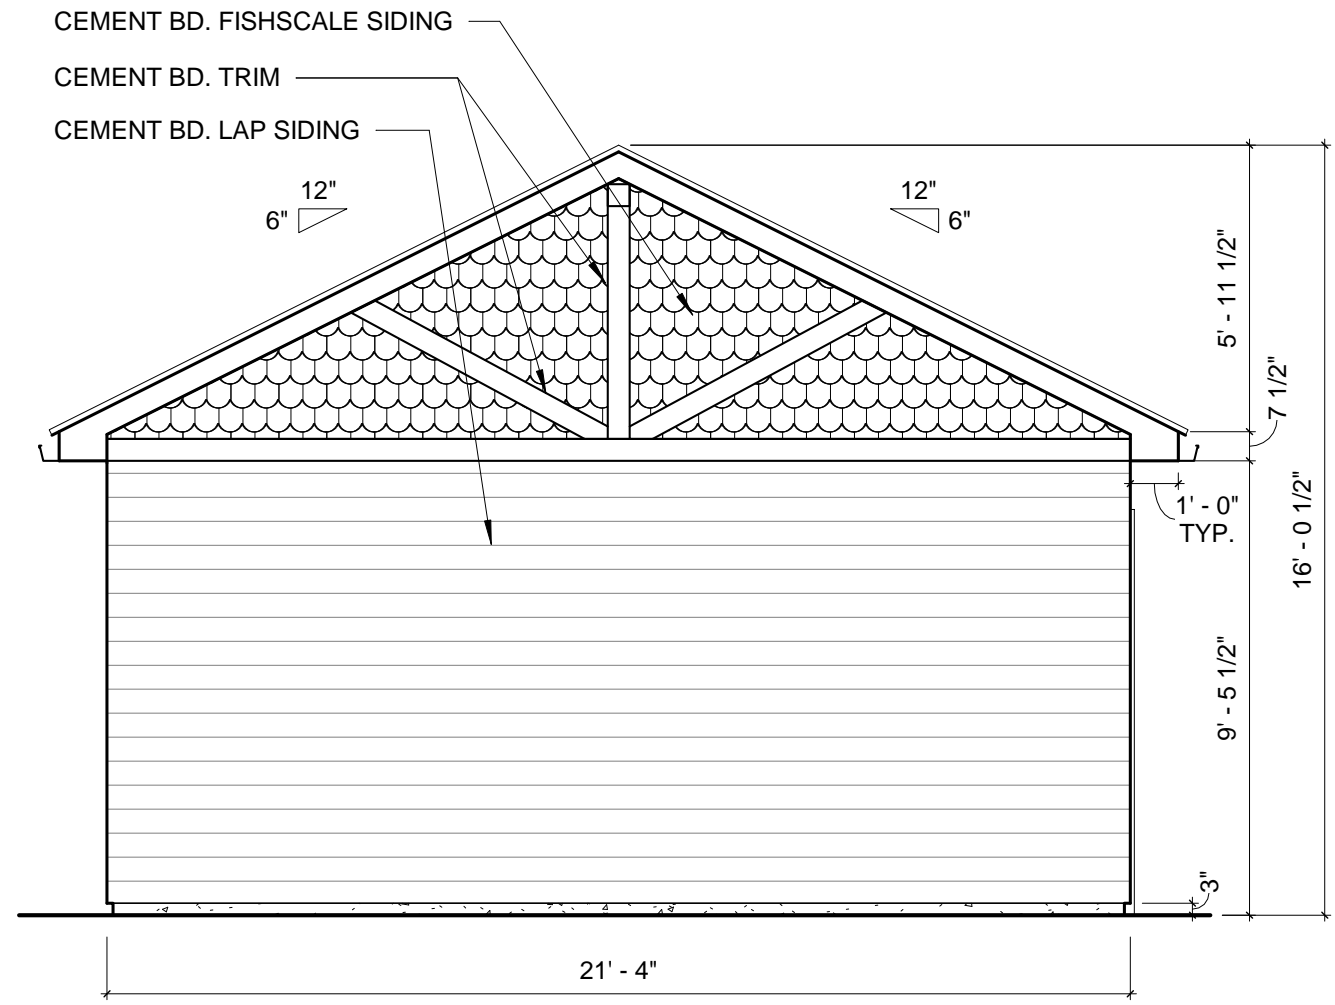 CEMENT BD. FISHSCALE SIDING
CEMENT BD. TRIM
CEMENT BD. LAP SIDING
12"
6"
12"
6"
5' - 11 1/2"
7 1/2"
1' - 0"
TYP.
16' - 0 1/2"
9' - 5 1/2"
3"
21' - 4"